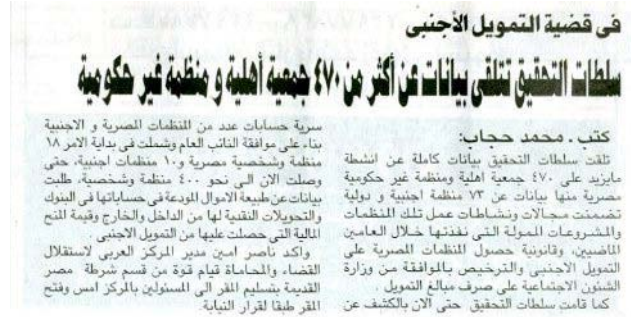 فى قضية التمويل الأجنبى
سلطات التحقيق تتلقى بيانات عن أكثر من ٤٧٠ جمعية أهلية و منظمة غير حكومية
كتب ـ محمد حجاب:
تلقت سلطات التحقيق بيانات كاملة عن انشطة
مايزيد على ٤٧٠ جمعية اهلية ومنظمة غير حكومية
مصرية منها بيانات عن ٧٣ منظمة اجنبية و دولية
تضمنت مجالات ونشاطات عمل تلك المنظمات
والمشروعات الممولة التى نفذتها خلال العامين
الماضيين، وقانونية حصول المنظمات المصرية على
التمويل الاجنبى والترخيص بالموافقة من وزارة
الشئون الاجتماعية على صرف مبالغ التمويل .
كما قامت سلطات التحقيق حتى الآن بالكشف عن
سرية حسابات عدد من المنظمات المصرية و الاجنبية
بناء على موافقة النائب العام وشملت فى بداية الامر ١٨
منظمة وشخصية مصرية و١٠ منظمات اجنبية، حتى
وصلت الان الى نحو ٤٠٠ منظمة وشخصية، طلبت
بيانات عن طبيعة الاموال المودعة فى حساباتها فى البنوك
والتحويلات النقدية لها من الداخل والخارج وقيمة المنح
المالية التى حصلت عليها من التمويل الاجنبى .
واكد ناصر امين مدير المركز العربى لاستقلال
القضاء والمحاماة قيام قوة من قسم شرطة مصر
القديمة بتسليم المقر الى المسئولين بالمركز امس وفتح
المقر طبقا لقرار النيابة.